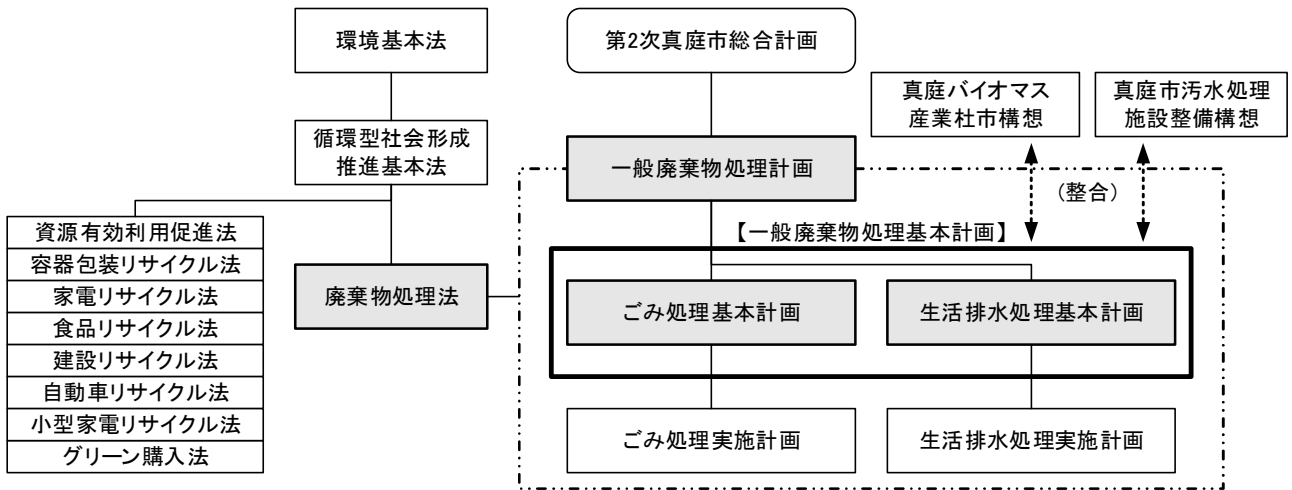 環境基本法
循環型社会形成
推進基本法
資源有効利用促進法
容器包装リサイクル法
家電リサイクル法
食品リサイクル法
建設リサイクル法
自動車リサイクル法
小型家電リサイクル法
グリーン購入法
廃棄物処理法
第2次真庭市総合計画
真庭バイオマス
産業杜市構想
真庭市汚水処理
施設整備構想
一般廃棄物処理計画
(整合)
【一般廃棄物処理基本計画】
ごみ処理基本計画
生活排水処理基本計画
ごみ処理実施計画
生活排水処理実施計画